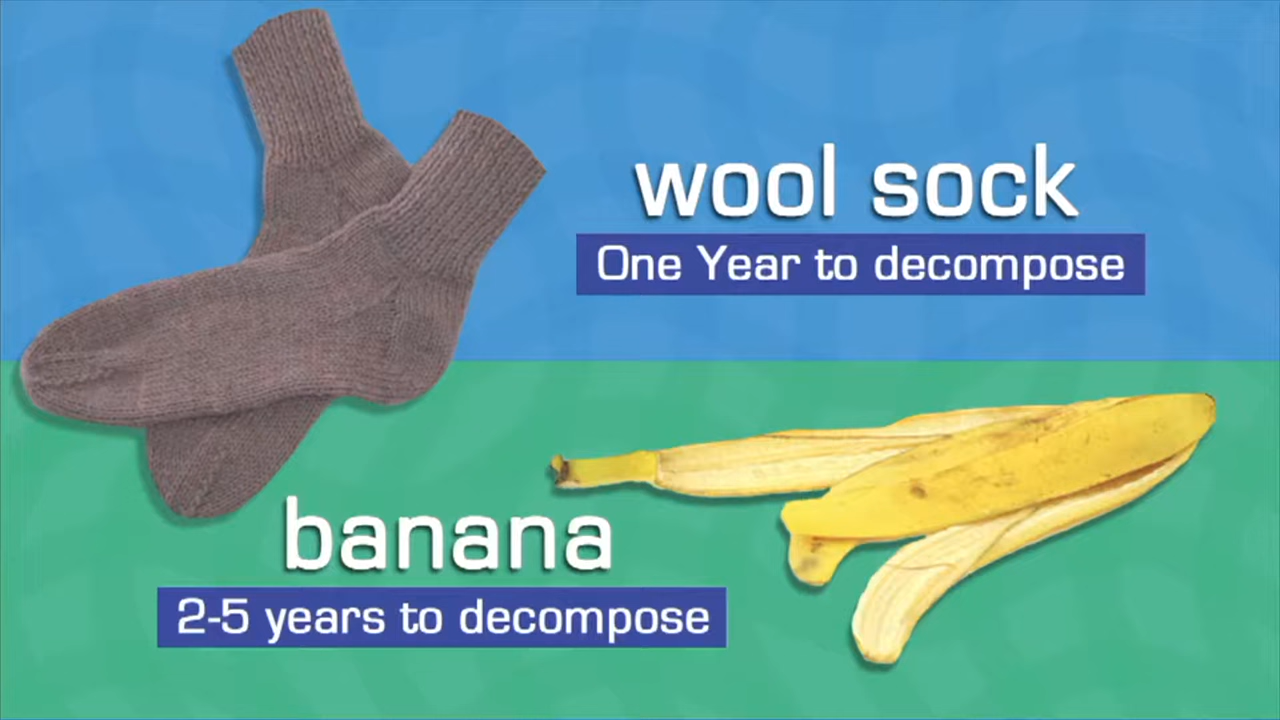 wool sock
One Year to decompose
banana
2-5 years to decompose